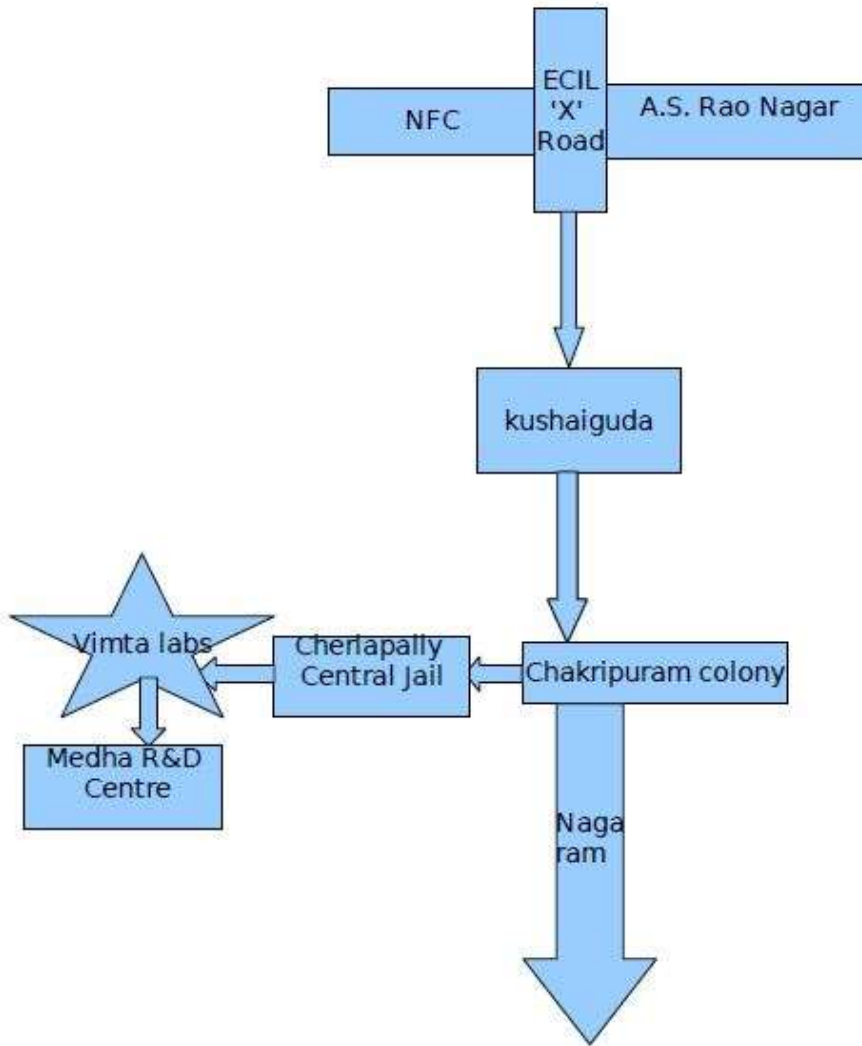 NFC
ECIL
'X'
Road
A.S. Rao Nagar
kushaiguda
Vimta labs
Cherlapally
Central Jail
Chakripuram colony
Medha R&D
Centre
Naga
ram